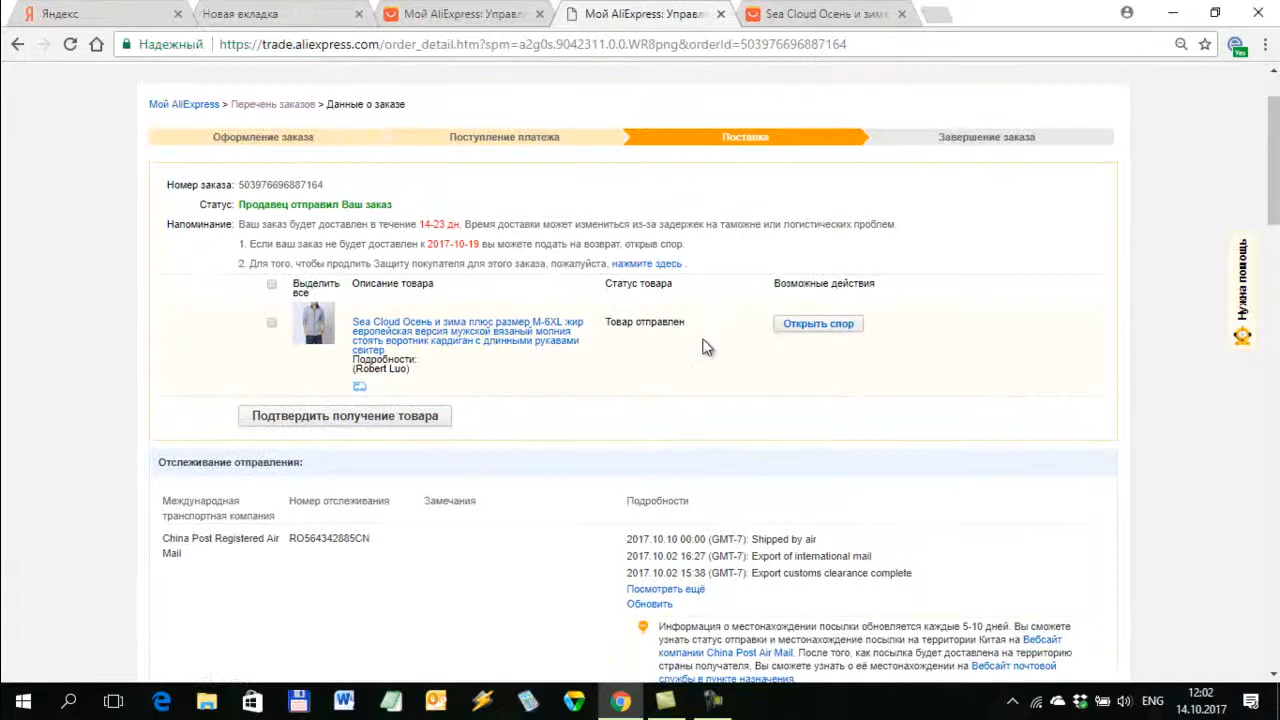 Яндекс
Новая вкладка
Мой AliExpress: Управл
Мой AliExpress: Управл
Sea Cloud Осень и зим
Надежный
https://trade.aliexpress.com/order_detail.htm?spm=a2g0s.9042311.0.0.WR8png&orderId=503976696887164
Yes
Мой AliExpress > Перечень заказов > Данные о заказе
Оформление заказа
Поступление платежа
Поставка
Завершение заказа
Номер заказа: 503976696887164
Статус: Продавец отправил Ваш заказ
Напоминание: Ваш заказ будет доставлен в течение 14-23 дн. Время доставки может измениться из-за задержек на таможне или логистических проблем.
1. Если ваш заказ не будет доставлен к 2017-10-19 вы можете подать на возврат, открыв спор.
2. Для того, чтобы продлить Защиту покупателя для этого заказа, пожалуйста, нажмите здесь .
Выделить все
Описание товара
Статус товара
Возможные действия
Sea Cloud Осень и зима плюс размер M-6XL жир
европейская версия мужской вязаный молния
стоять воротник кардиган с длинными рукавами
свитер
Подробности:
(Robert Luo)
Товар отправлен
Открыть спор
Подтвердить получение товара
Нужна помощь
Отслеживание отправления:
Международная
транспортная компания
Номер отслеживания
Замечания
Подробности
China Post Registered Air
Mail
RO564342885CN
2017.10.10 00:00 (GMT-7): Shipped by air
2017.10.02 16:27 (GMT-7): Export of international mail
2017.10.02 15:38 (GMT-7): Export customs clearance complete
Посмотреть ещё
Обновить
Информация о местонахождении посылки обновляется каждые 5-10 дней. Вы сможете
узнать статус отправки и местонахождение посылки на территории Китая на Вебсайт
компании China Post Air Mail. После того, как посылка будет доставлена на территорию
страны получателя, Вы сможете узнать о её местонахождении на Вебсайт почтовой
службы в пункте назначения.
ENG
12:02
14.10.2017